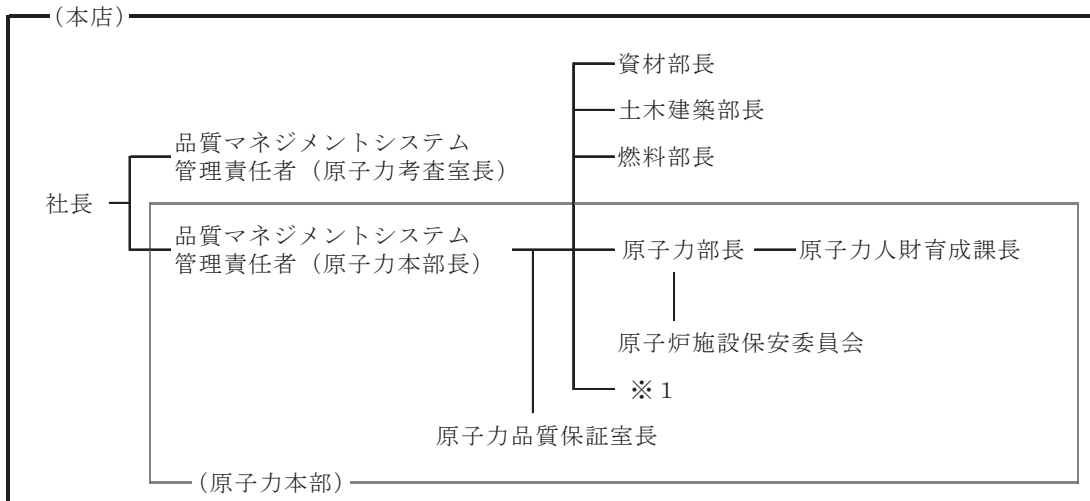 (本店)
資材部長
土木建築部長
燃料部長
品質マネジメントシステム
管理責任者（原子力考査室長）
社長
品質マネジメントシステム
管理責任者（原子力本部長）
原子力部長
原子力人財育成課長
原子炉施設保安委員会
※１
原子力品質保証室長
(原子力本部)